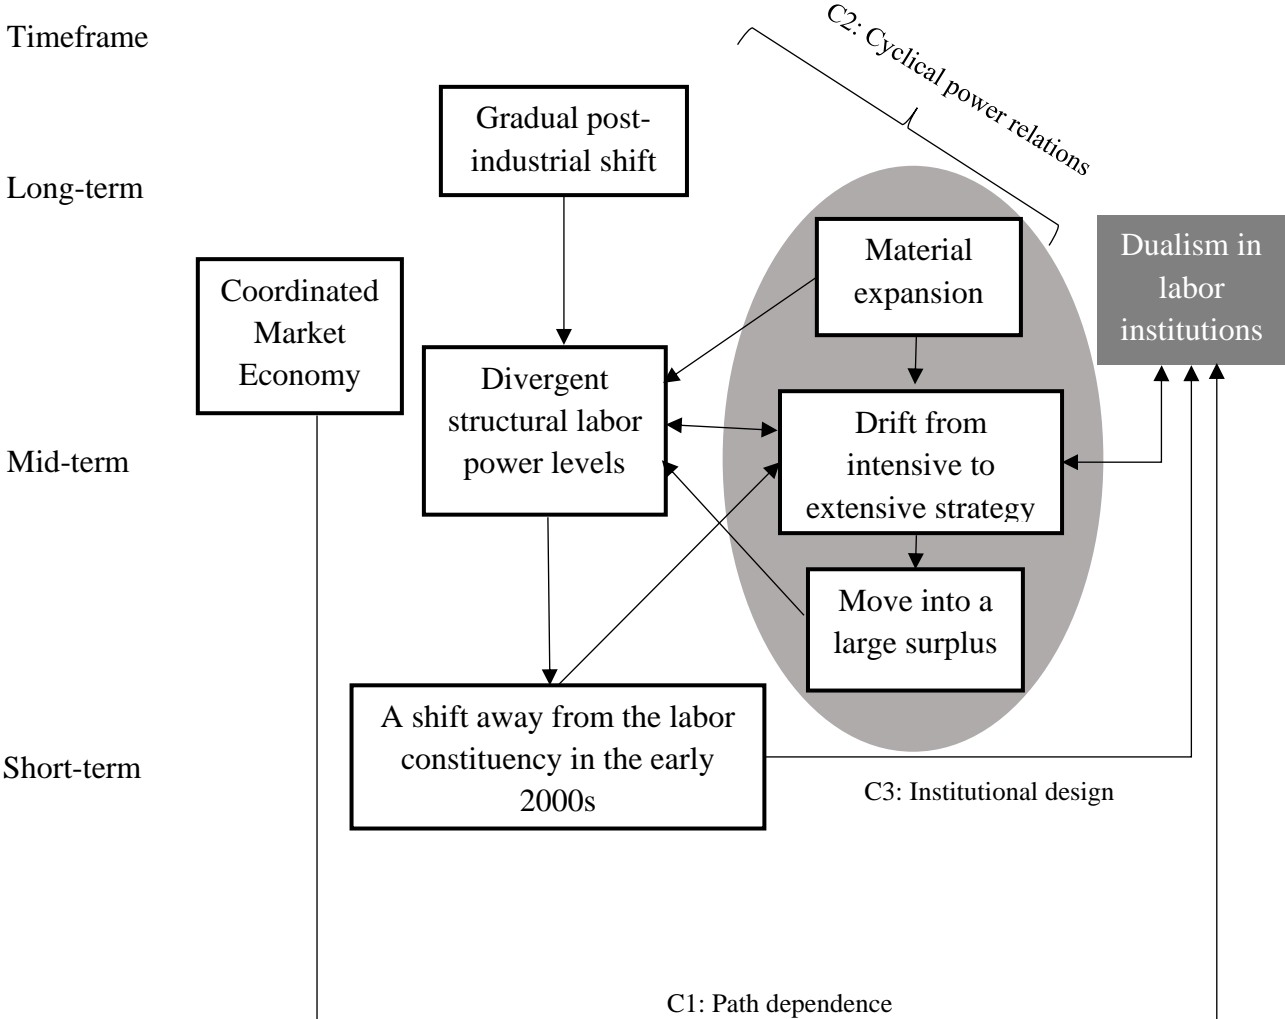 Timeframe
C2: Cyclical power relations
Gradual post-
industrial shift
Long-term
Material
expansion
Dualism in
labor
institutions
Coordinated
Market
Economy
Divergent
structural labor
power levels
Drift from
intensive to
extensive strategy
Mid-term
Move into a
large surplus
A shift away from the labor
constituency in the early
2000s
Short-term
C3: Institutional design
C1: Path dependence